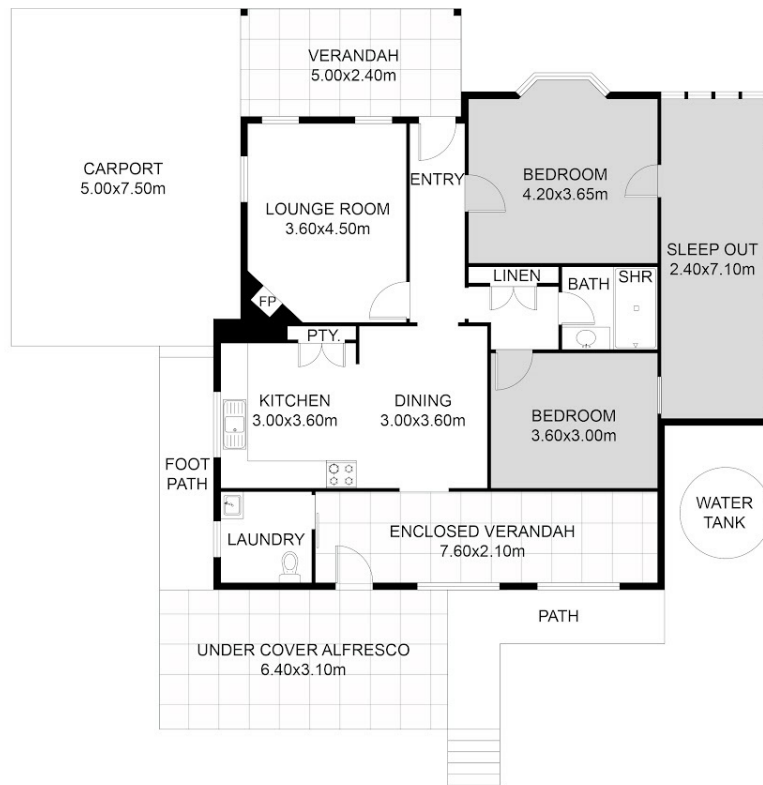 VERANDAH
5.00x2.40m
CARPORT
5.00x7.50m
ENTRY
BEDROOM
4.20x3.65m
LOUNGE ROOM
3.60x4.50m
SLEEP OUT
2.40x7.10m
LINEN
BATH
SHR
FP
PTY.
KITCHEN
3.00x3.60m
DINING
3.00x3.60m
BEDROOM
3.60x3.00m
FOOT
PATH
WATER
TANK
LAUNDRY
ENCLOSED VERANDAH
7.60x2.10m
PATH
UNDER COVER ALFRESCO
6.40x3.10m